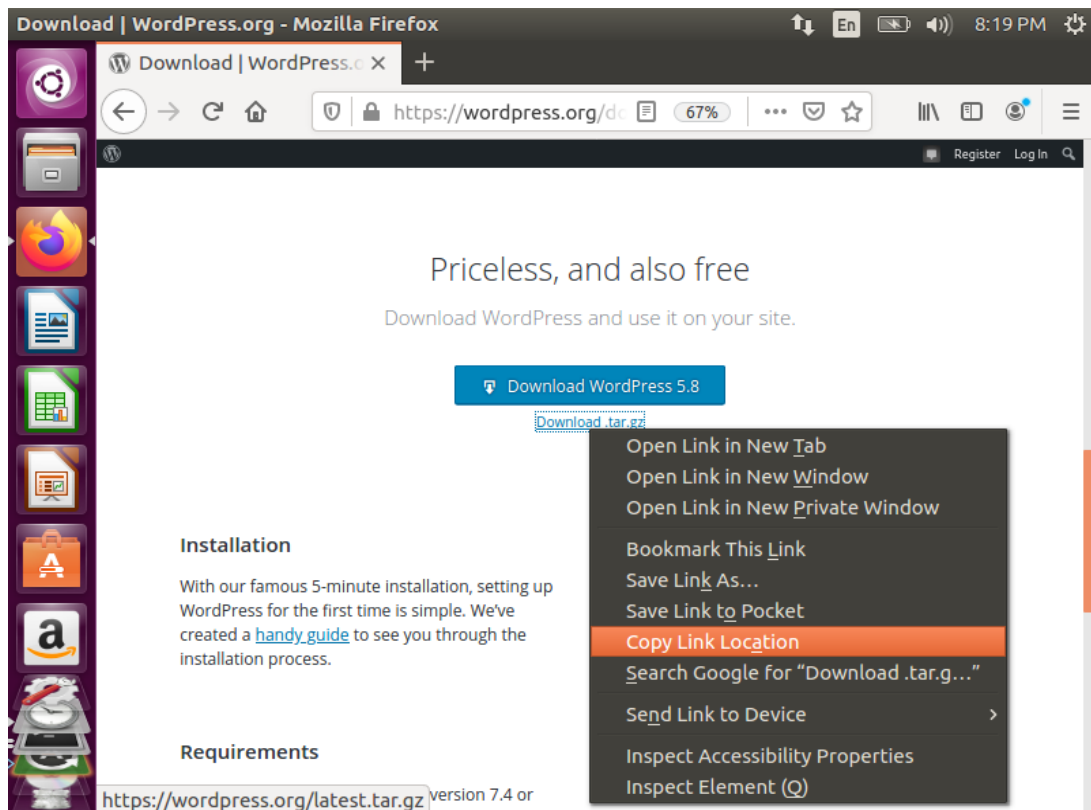 Download | WordPress.org - Mozilla Firefox
En
8:19 PM
Download | WordPress.o
https://wordpress.org/do
67%
Register Log In
Priceless, and also free
Download WordPress and use it on your site.
Download WordPress 5.8
Download .tar.gz
Open Link in New Tab
Open Link in New Window
Open Link in New Private Window
Bookmark This Link
Save Link As…
Save Link to Pocket
Copy Link Location
Search Google for “Download .tar.g…”
Send Link to Device
Inspect Accessibility Properties
Inspect Element (Q)
Installation
With our famous 5-minute installation, setting up
WordPress for the first time is simple. We’ve
created a handy guide to see you through the
installation process.
Requirements
https://wordpress.org/latest.tar.gz version 7.4 or